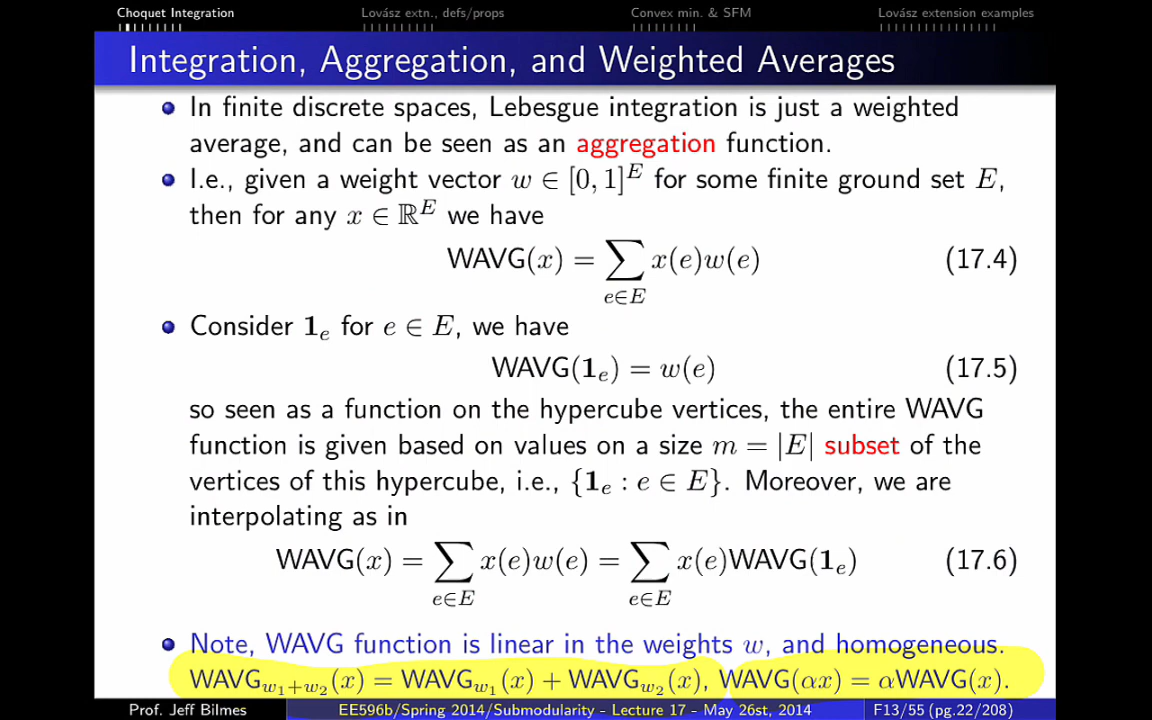 Choquet Integration Lovász extn., defs/props Convex min. & SFM Lovász extension examples
Integration, Aggregation, and Weighted Averages
In finite discrete spaces, Lebesgue integration is just a weighted
average, and can be seen as an aggregation function.
I.e., given a weight vector w ∈ [0, 1]^E for some finite ground set E,
then for any x ∈ ℝ^E we have
WAVG(x) = ∑_{e∈E} x(e)w(e) (17.4)
Consider 1_e for e ∈ E, we have
WAVG(1_e) = w(e) (17.5)
so seen as a function on the hypercube vertices, the entire WAVG
function is given based on values on a size m = |E| subset of the
vertices of this hypercube, i.e., {1_e : e ∈ E}. Moreover, we are
interpolating as in
WAVG(x) = ∑_{e∈E} x(e)w(e) = ∑_{e∈E} x(e)WAVG(1_e) (17.6)
Note, WAVG function is linear in the weights w, and homogeneous.
WAVG_{w_1+w_2}(x) = WAVG_{w_1}(x) + WAVG_{w_2}(x), WAVG(αx) = αWAVG(x).
Prof. Jeff Bilmes EE596b/Spring 2014/Submodularity - Lecture 17 - May 26st, 2014 F13/55 (pg.22/208)